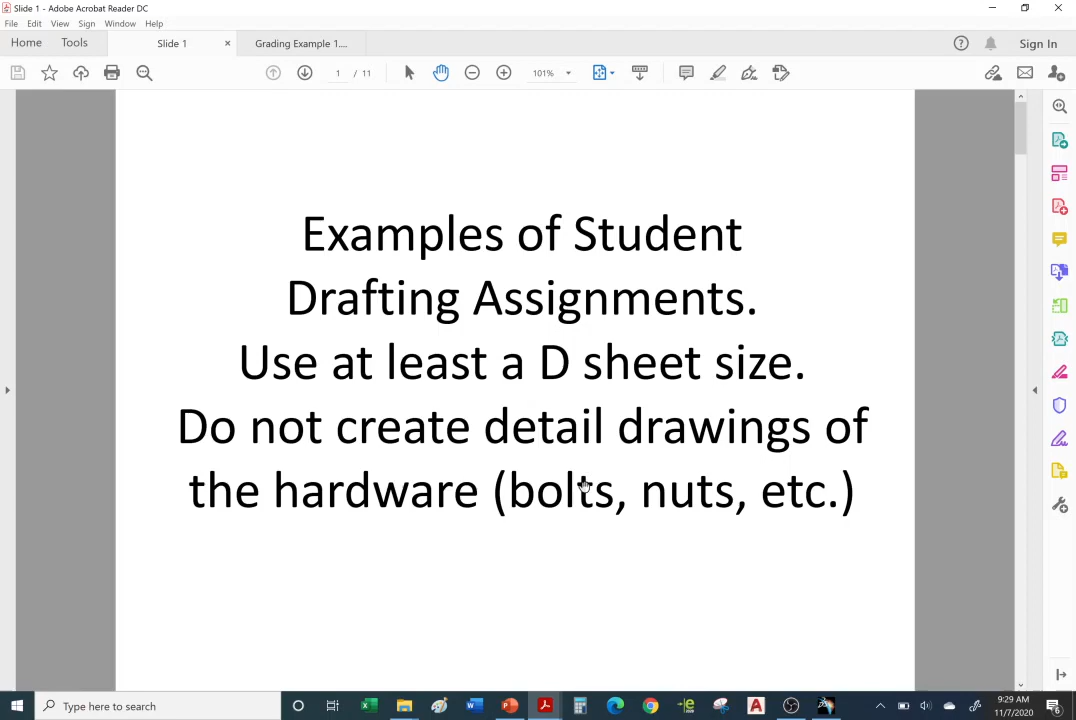 Slide 1 - Adobe Acrobat Reader DC
File Edit View Sign Window Help
Home Tools Slide 1 × Grading Example 1.... Sign In
1 / 11 101%
Examples of Student
Drafting Assignments.
Use at least a D sheet size.
Do not create detail drawings of
the hardware (bolts, nuts, etc.)
Type here to search
9:29 AM
11/7/2020